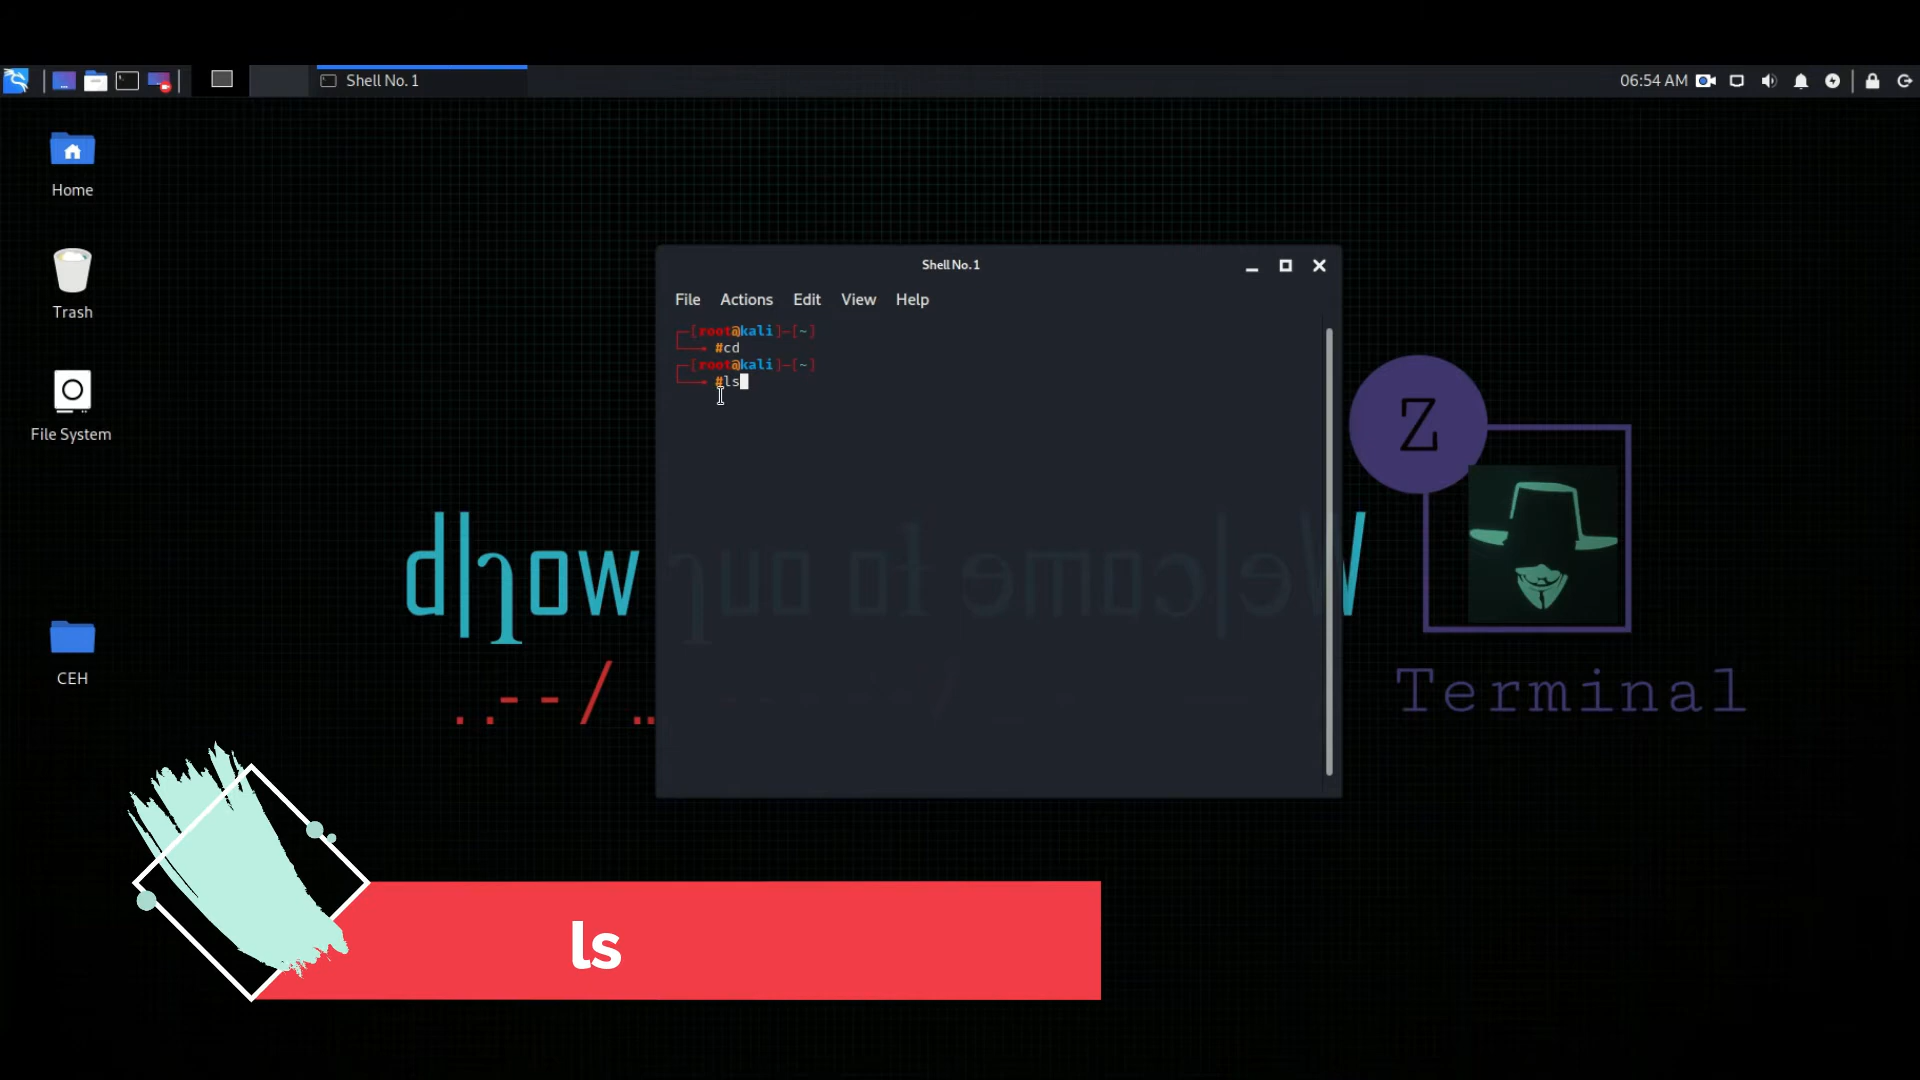 Shell No. 1
06:54 AM
Home
Trash
File System
CEH
Shell No. 1
File Actions Edit View Help
┌─[root@kali]─[~]
└──╼ #cd
┌─[root@kali]─[~]
└──╼ #ls
Z
Terminal
ls